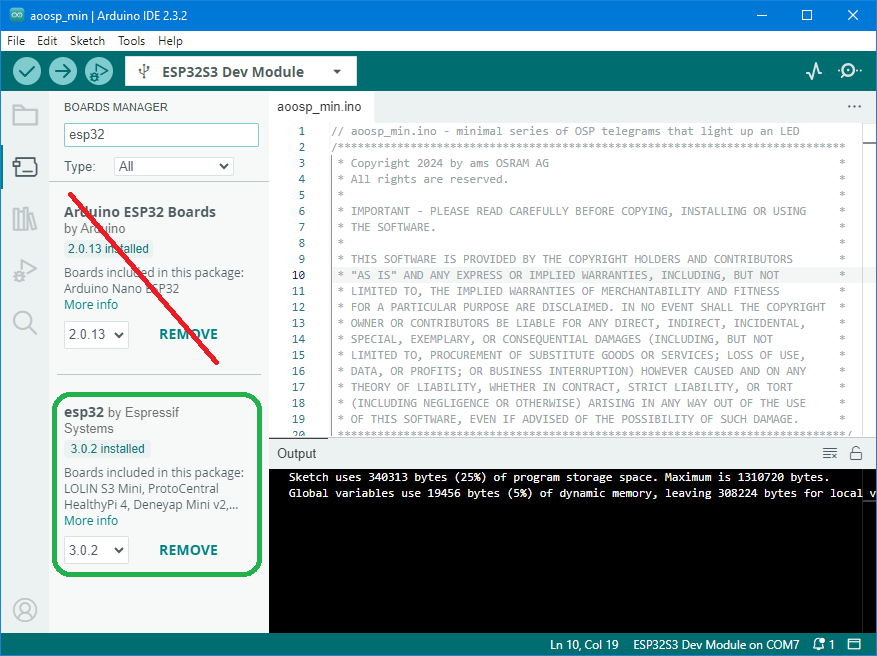 aoosp_min | Arduino IDE 2.3.2
File Edit Sketch Tools Help
ESP32S3 Dev Module
BOARDS MANAGER
esp32
Type: All
Arduino ESP32 Boards
by Arduino
2.0.13 installed
Boards included in this package:
Arduino Nano ESP32
More info
2.0.13 REMOVE
esp32 by Espressif
Systems
3.0.2 installed
Boards included in this package:
LOLIN S3 Mini, ProtoCentral
HealthyPi 4, Deneyap Mini v2,...
More info
3.0.2 REMOVE
aoosp_min.ino
1 // aoosp_min.ino - minimal series of OSP telegrams that light up an LED
2 /*****************************************************************************
3 * Copyright 2024 by ams OSRAM AG *
4 * All rights are reserved. *
5 * *
6 * IMPORTANT - PLEASE READ CAREFULLY BEFORE COPYING, INSTALLING OR USING *
7 * THE SOFTWARE. *
8 * *
9 * THIS SOFTWARE IS PROVIDED BY THE COPYRIGHT HOLDERS AND CONTRIBUTORS *
10 * "AS IS" AND ANY EXPRESS OR IMPLIED WARRANTIES, INCLUDING, BUT NOT *
11 * LIMITED TO, THE IMPLIED WARRANTIES OF MERCHANTABILITY AND FITNESS *
12 * FOR A PARTICULAR PURPOSE ARE DISCLAIMED. IN NO EVENT SHALL THE COPYRIGHT *
13 * OWNER OR CONTRIBUTORS BE LIABLE FOR ANY DIRECT, INDIRECT, INCIDENTAL, *
14 * SPECIAL, EXEMPLARY, OR CONSEQUENTIAL DAMAGES (INCLUDING, BUT NOT *
15 * LIMITED TO, PROCUREMENT OF SUBSTITUTE GOODS OR SERVICES; LOSS OF USE, *
16 * DATA, OR PROFITS; OR BUSINESS INTERRUPTION) HOWEVER CAUSED AND ON ANY *
17 * THEORY OF LIABILITY, WHETHER IN CONTRACT, STRICT LIABILITY, OR TORT *
18 * (INCLUDING NEGLIGENCE OR OTHERWISE) ARISING IN ANY WAY OUT OF THE USE *
19 * OF THIS SOFTWARE, EVEN IF ADVISED OF THE POSSIBILITY OF SUCH DAMAGE. *
20 *****************************************************************************/
Output
Sketch uses 340313 bytes (25%) of program storage space. Maximum is 1310720 bytes.
Global variables use 19456 bytes (5%) of dynamic memory, leaving 308224 bytes for local v
Ln 10, Col 19 ESP32S3 Dev Module on COM7 1